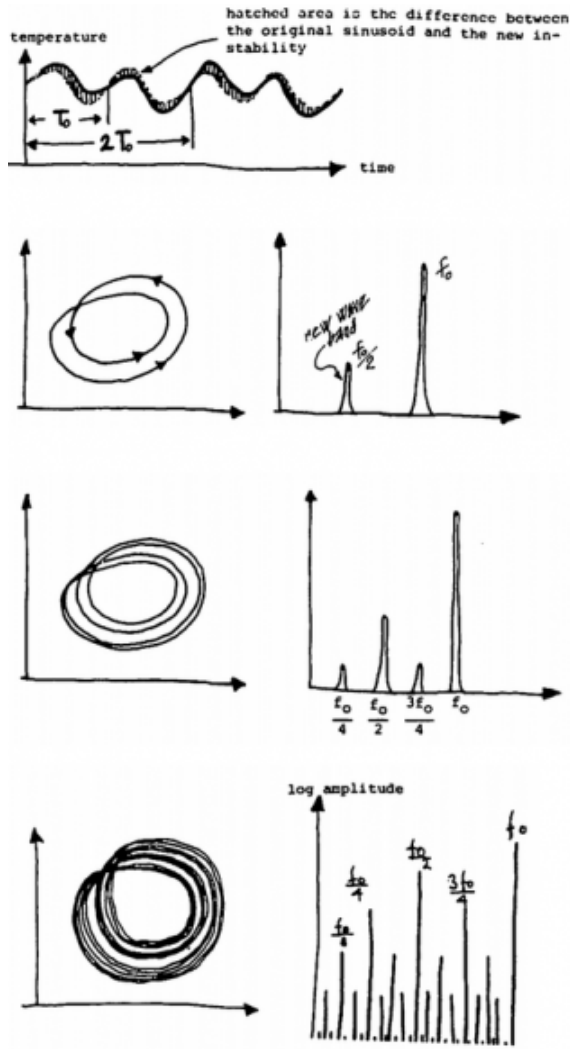 hatched area is the difference between
the original sinusoid and the new in-
stability
temperature
T₀
2T₀
time
f₀
new wave
band
f₀/2
f₀/4
f₀/2
3f₀/4
f₀
log amplitude
f₀
f₀/2
f₀/4
3f₀/4
f₀/8